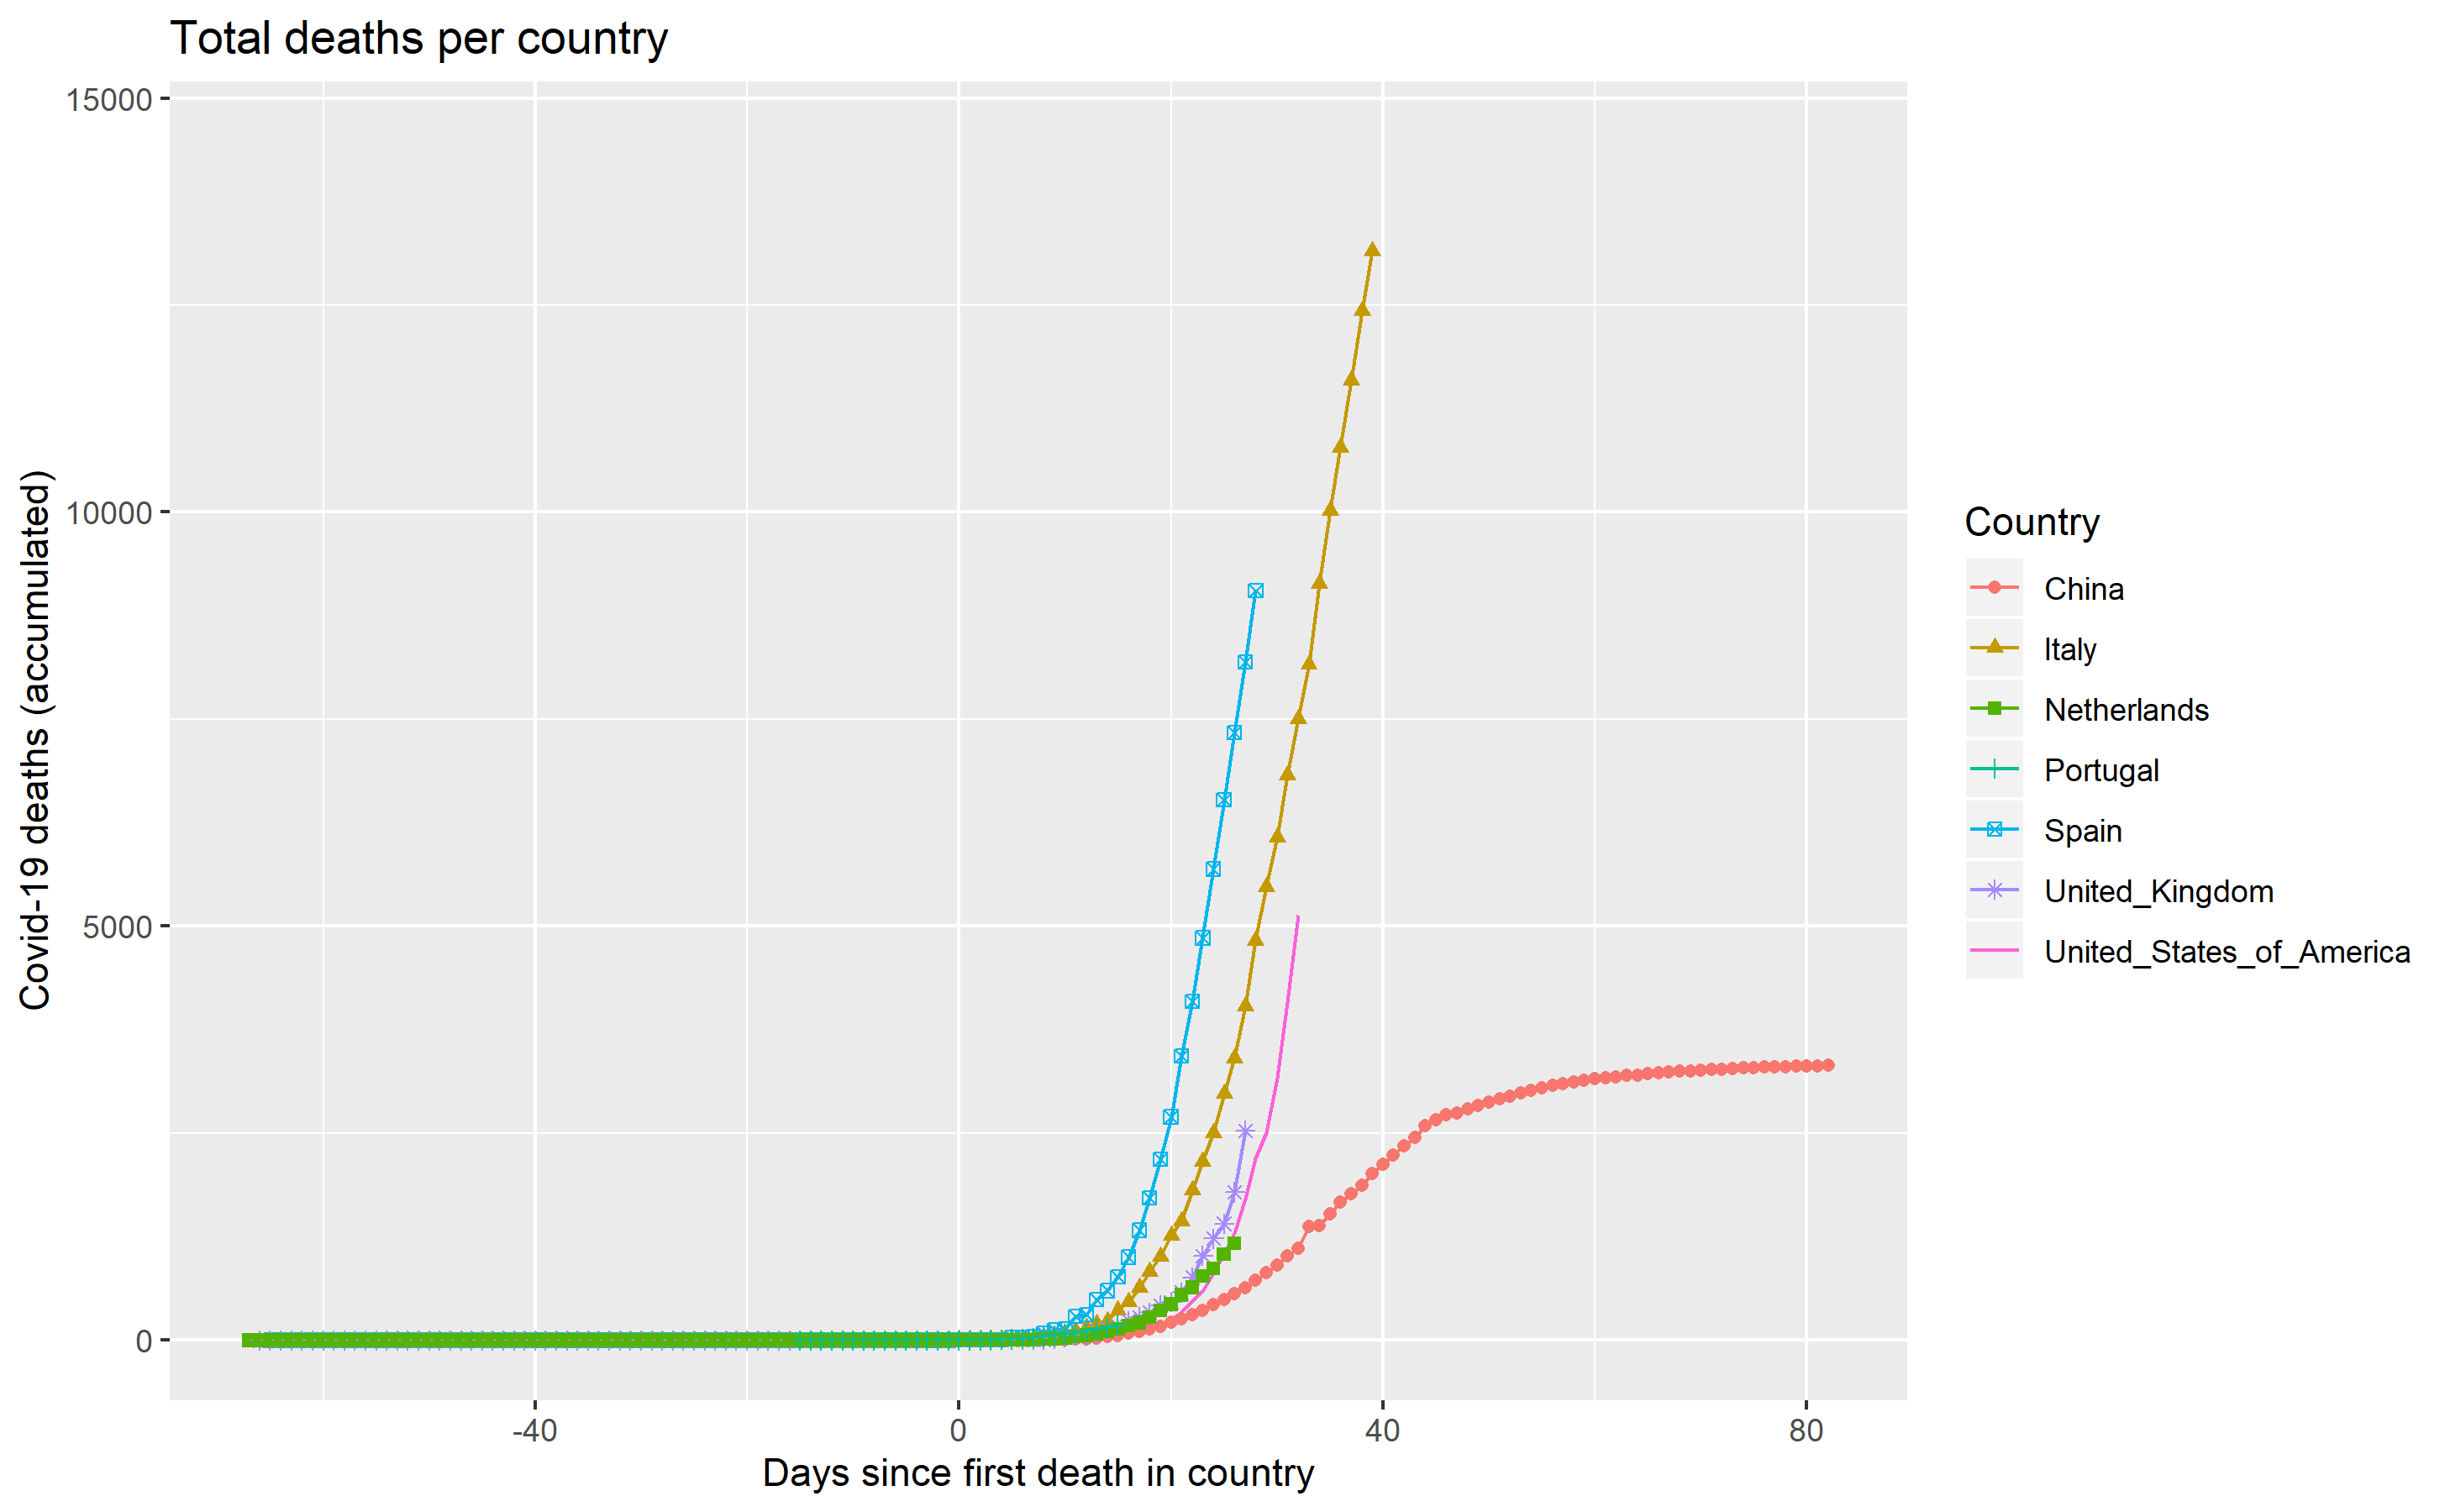 Total deaths per country
15000
10000
5000
0
Covid-19 deaths (accumulated)
-40
0
40
80
Days since first death in country
Country
China
Italy
Netherlands
Portugal
Spain
United_Kingdom
United_States_of_America